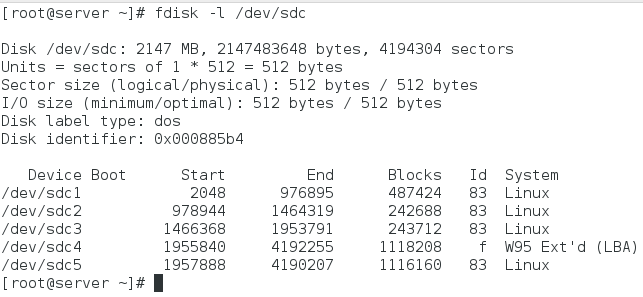 [root@server ~]# fdisk -l /dev/sdc
Disk /dev/sdc: 2147 MB, 2147483648 bytes, 4194304 sectors
Units = sectors of 1 * 512 = 512 bytes
Sector size (logical/physical): 512 bytes / 512 bytes
I/O size (minimum/optimal): 512 bytes / 512 bytes
Disk label type: dos
Disk identifier: 0x000885b4
   Device Boot      Start         End      Blocks   Id  System
/dev/sdc1            2048      976895      487424   83  Linux
/dev/sdc2          978944     1464319      242688   83  Linux
/dev/sdc3         1466368     1953791      243712   83  Linux
/dev/sdc4         1955840     4192255     1118208    f  W95 Ext'd (LBA)
/dev/sdc5         1957888     4190207     1116160   83  Linux
[root@server ~]#